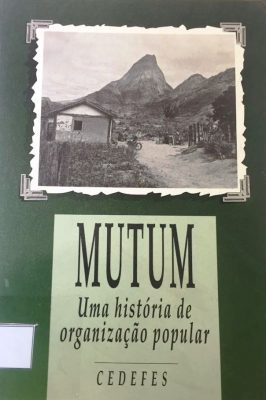 MUTUM
Uma história de
organização popular
CEDEFES